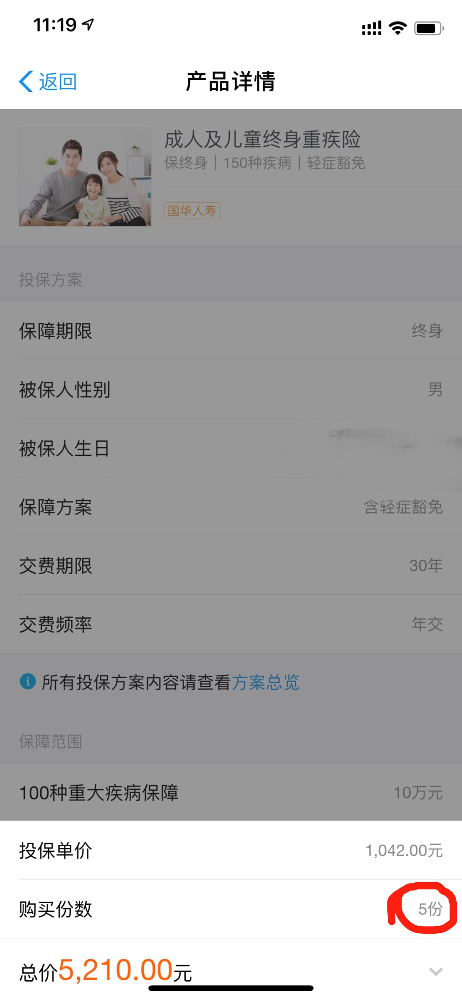 11:19
返回
产品详情
成人及儿童终身重疾险
保终身｜150种疾病｜轻症豁免
国华人寿
投保方案
保障期限 终身
被保人性别 男
被保人生日
保障方案 含轻症豁免
交费期限 30年
交费频率 年交
所有投保方案内容请查看方案总览
保障范围
100种重大疾病保障 10万元
投保单价 1,042.00元
购买份数 5份
总价5,210.00元